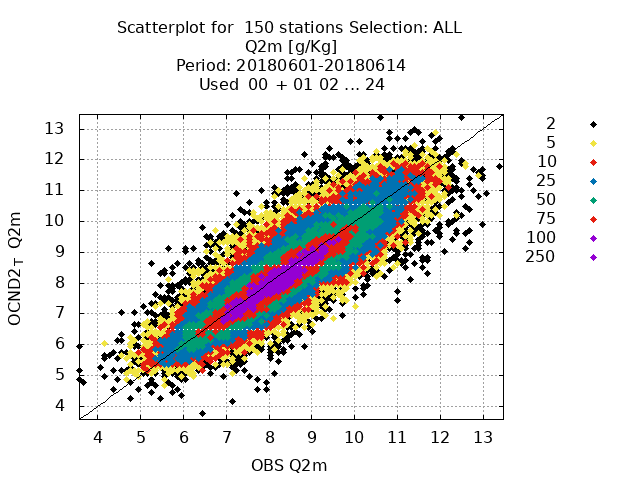 Scatterplot for  150 stations Selection: ALL
Q2m [g/Kg]
Period: 20180601-20180614
Used  00 + 01 02 ... 24
13
12
11
10
9
8
7
6
5
4
4 5 6 7 8 9 10 11 12 13
OBS Q2m
OCND2T  Q2m
2
5
10
25
50
75
100
250